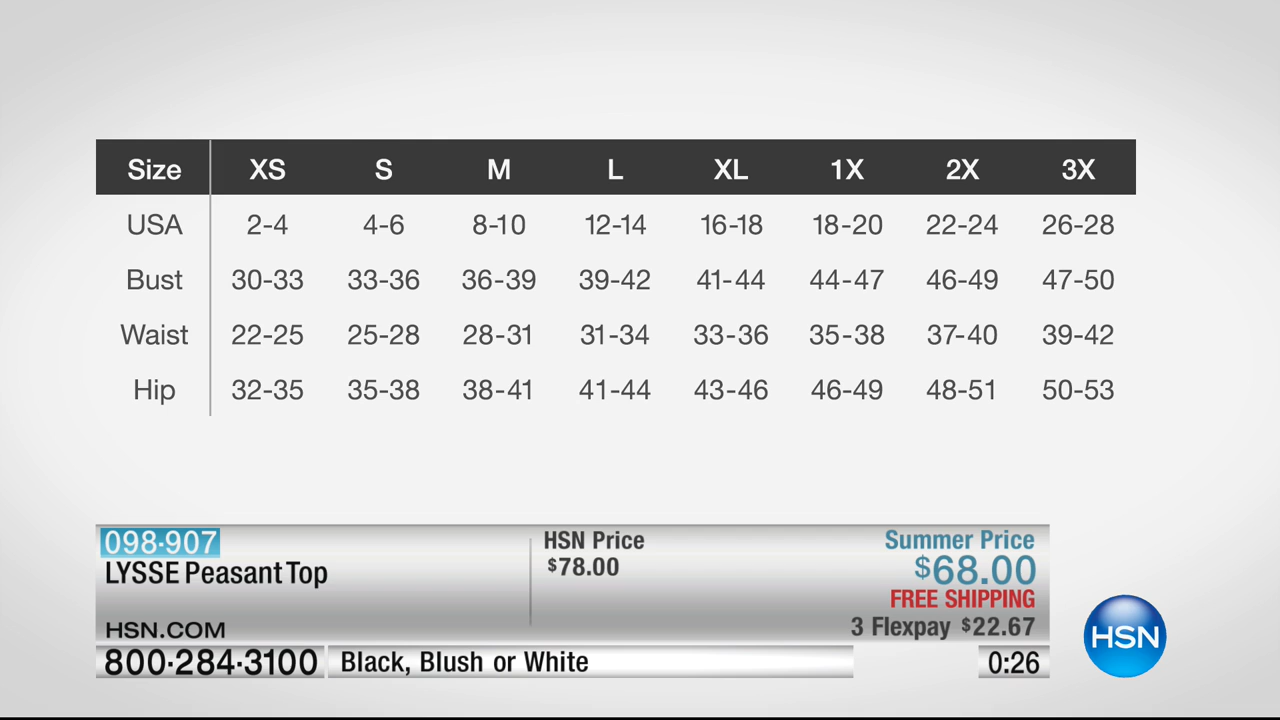 Size XS S M L XL 1X 2X 3X
USA 2-4 4-6 8-10 12-14 16-18 18-20 22-24 26-28
Bust 30-33 33-36 36-39 39-42 41-44 44-47 46-49 47-50
Waist 22-25 25-28 28-31 31-34 33-36 35-38 37-40 39-42
Hip 32-35 35-38 38-41 41-44 43-46 46-49 48-51 50-53
098·907
LYSSE Peasant Top
HSN.COM
HSN Price
$78.00
Summer Price
$68.00
FREE SHIPPING
3 Flexpay $22.67
800·284·3100
Black, Blush or White
0:26
HSN